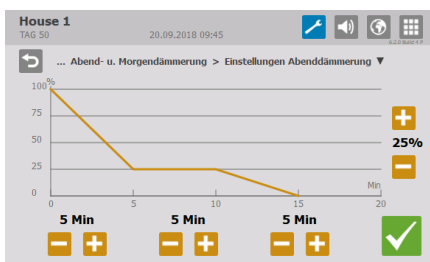 House 1
TAG 50
20.09.2018 09:45
... Abend- u. Morgendämmerung > Einstellungen Abenddämmerung ▼
%
100
75
50
25
0
Min
0 5 10 15 20
25%
5 Min 5 Min 5 Min